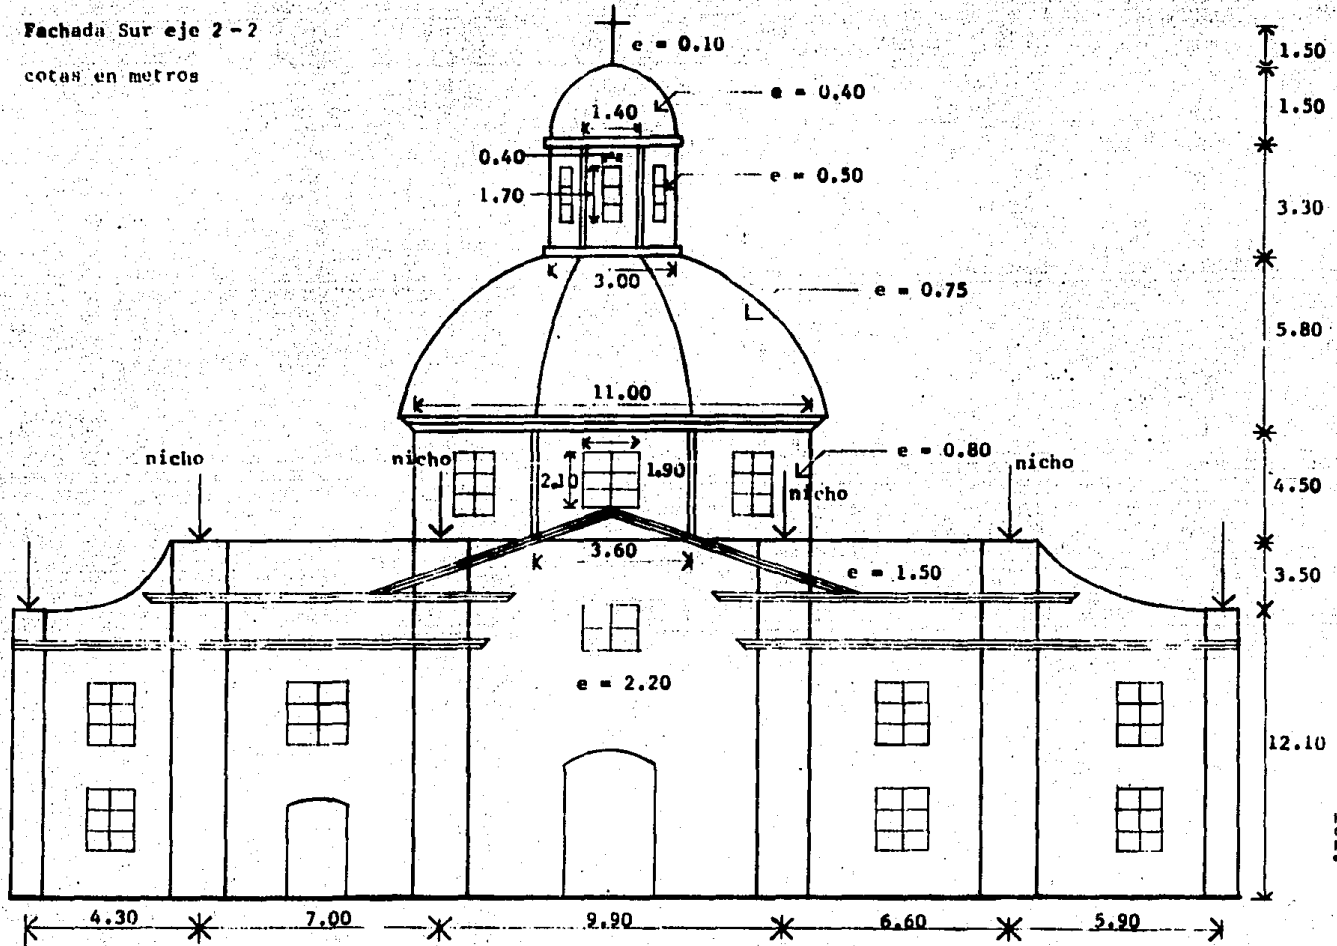 Fachada Sur eje 2-2
cotas en metros
e = 0.10
1.50
e = 0.40
1.50
1.40
0.40
e = 0.50
1.70
3.30
3.00
e = 0.75
5.80
11.00
nicho
nicho
2.10
1.90
e = 0.80
nicho
nicho
4.50
3.60
e = 1.50
3.50
e = 2.20
12.10
4.30
7.00
9.90
6.60
5.90